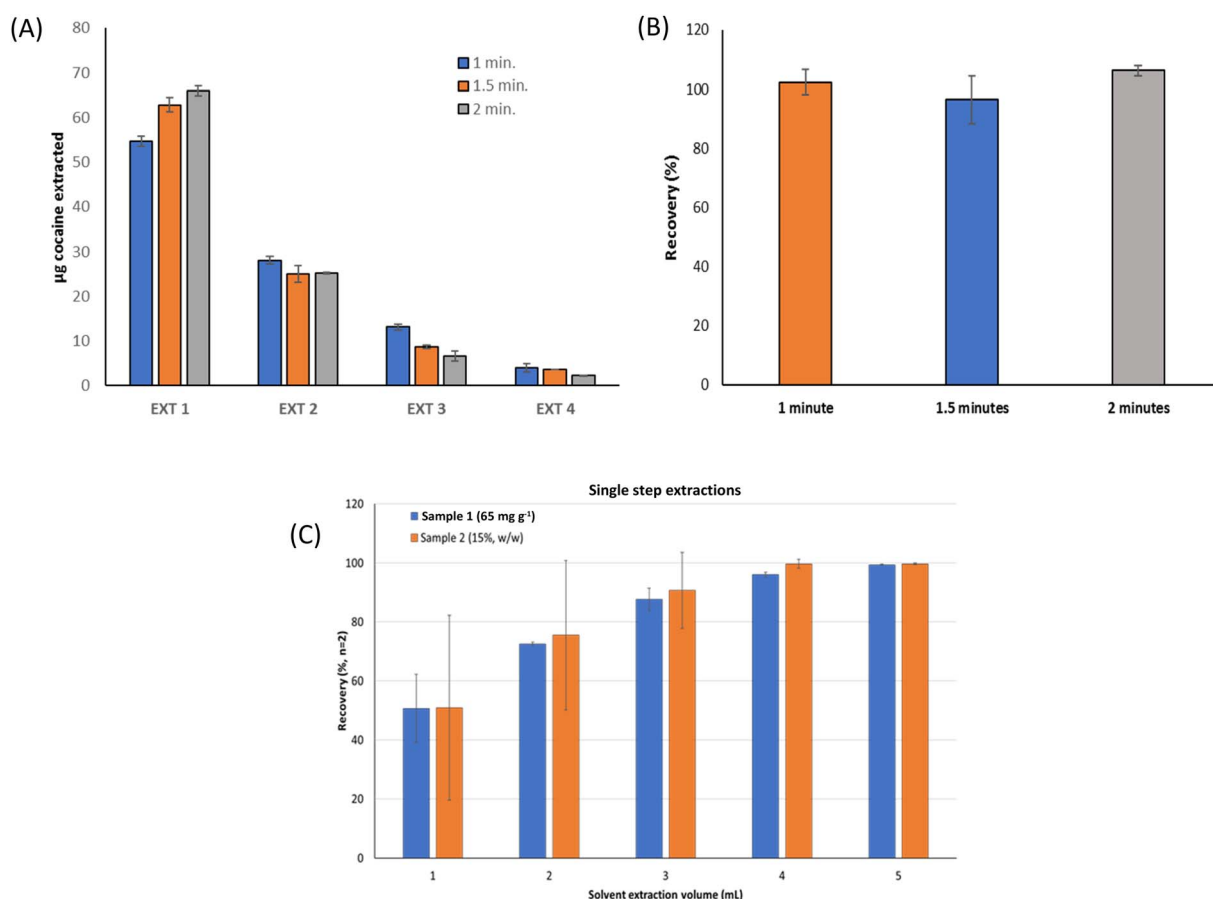 (A)
80
70
60
50
40
30
20
10
0
µg cocaine extracted
1 min.
1.5 min.
2 min.
EXT 1 EXT 2 EXT 3 EXT 4
(B)
120
100
80
60
40
20
0
Recovery (%)
1 minute 1.5 minutes 2 minutes
(C)
Single step extractions
120
100
80
60
40
20
0
Recovery (%, n=2)
Sample 1 (65 mg g⁻¹)
Sample 2 (15%, w/w)
1 2 3 4 5
Solvent extraction volume (mL)